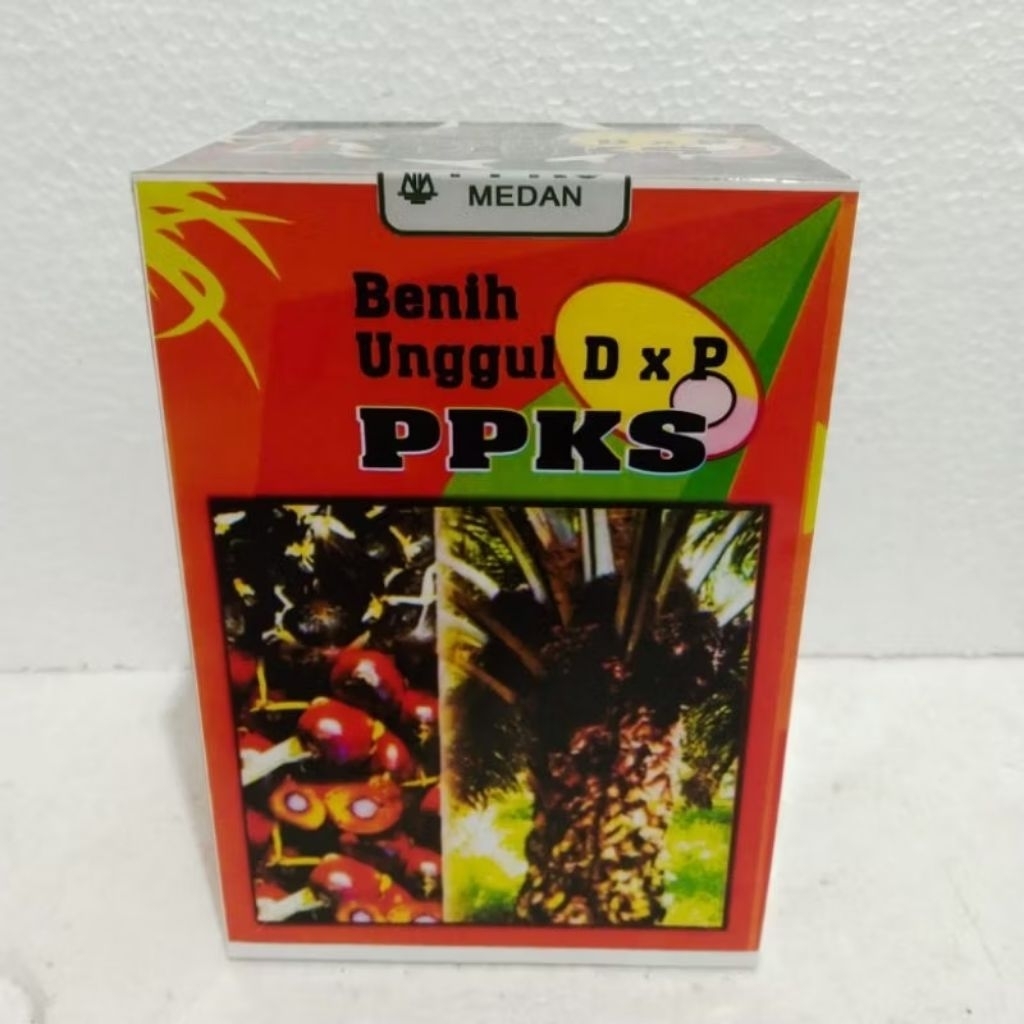 MEDAN
Benih
Unggul D x P
PPKS